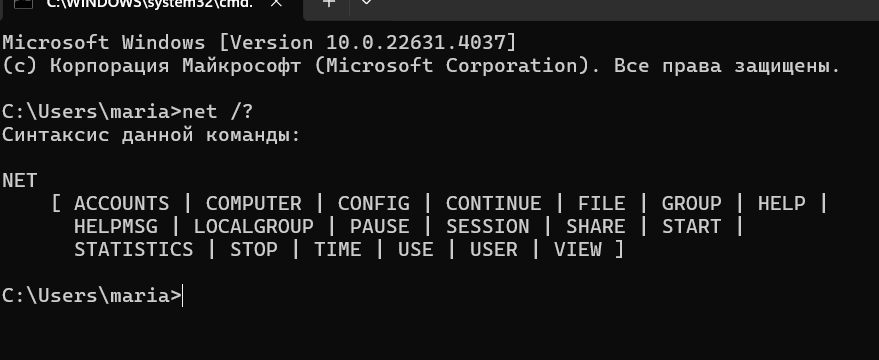 C:\WINDOWS\system32\cmd.
Microsoft Windows [Version 10.0.22631.4037]
(c) Корпорация Майкрософт (Microsoft Corporation). Все права защищены.
C:\Users\maria>net /?
Синтаксис данной команды:
NET
[ ACCOUNTS | COMPUTER | CONFIG | CONTINUE | FILE | GROUP | HELP |
HELPMSG | LOCALGROUP | PAUSE | SESSION | SHARE | START |
STATISTICS | STOP | TIME | USE | USER | VIEW ]
C:\Users\maria>